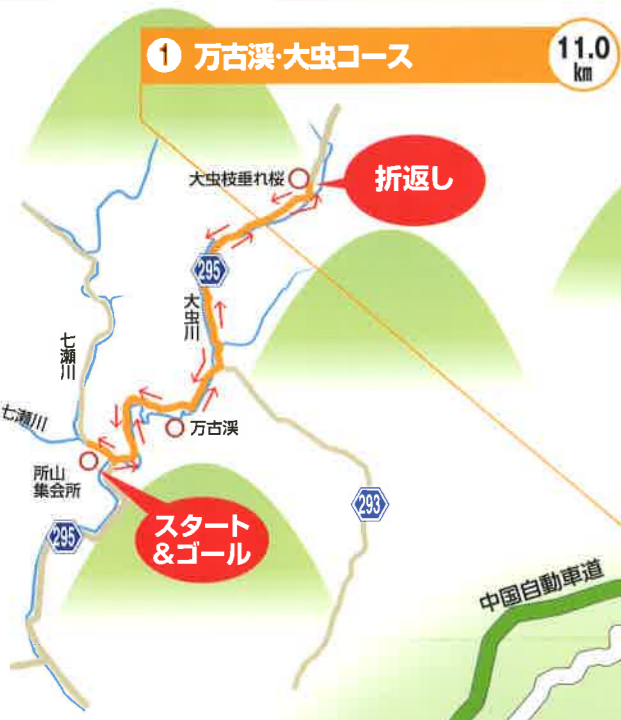 1 万古渓・大虫コース
11.0
km
大虫枝垂れ桜
折返し
295
大虫川
七瀬川
七瀬川
万古渓
所山
集会所
スタート
&ゴール
295
293
中国自動車道